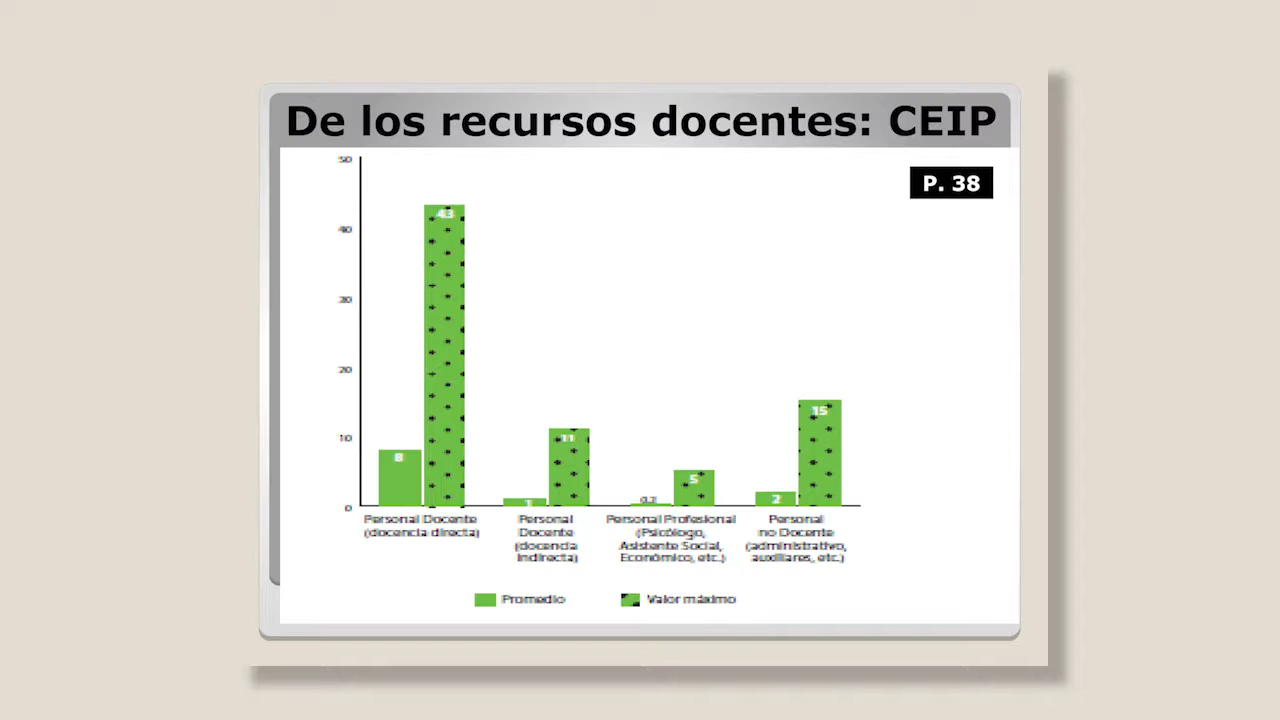 De los recursos docentes: CEIP
P. 38
50
40
30
20
10
0
43
8
11
1
5
15
2
Personal Docente
(docencia directa)
Personal
Docente
(docencia
indirecta)
Personal Profesional
(Psicólogo,
Asistente Social,
Económico, etc.)
Personal
no Docente
(administrativo,
auxiliares, etc.)
Promedio
Valor máximo